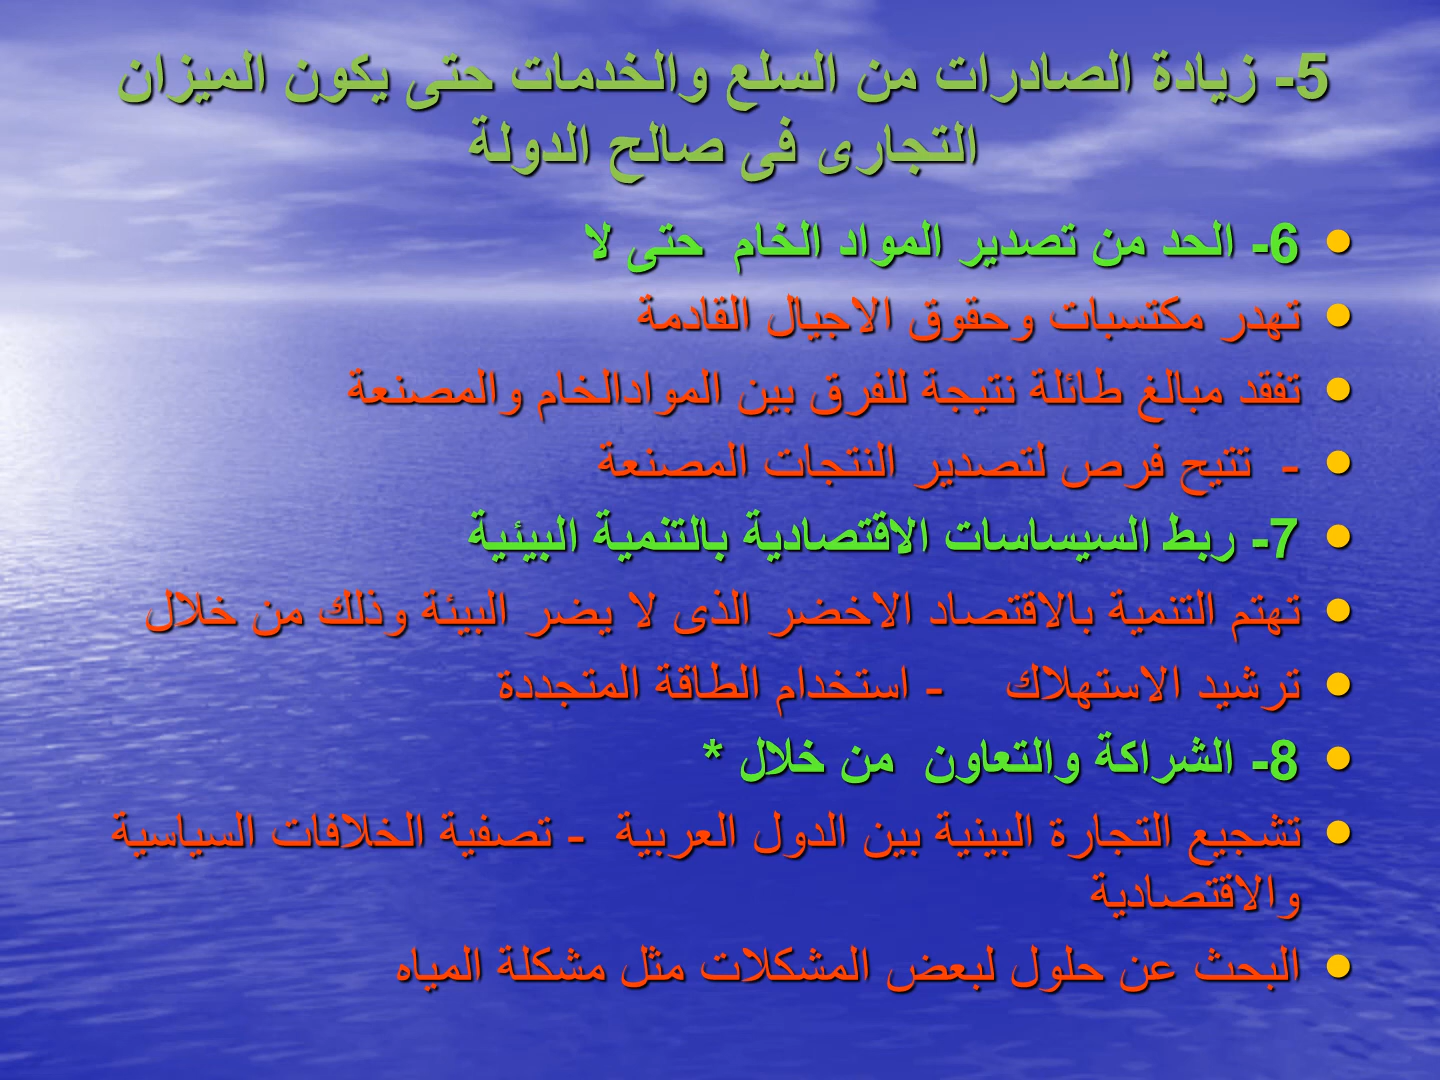 5- زيادة الصادرات من السلع والخدمات حتى يكون الميزان
التجارى فى صالح الدولة
• 6- الحد من تصدير المواد الخام حتى لا
• تهدر مكتسبات وحقوق الاجيال القادمة
• تفقد مبالغ طائلة نتيجة للفرق بين الموادالخام والمصنعة
• - تتيح فرص لتصدير النتجات المصنعة
• 7- ربط السيساسات الاقتصادية بالتنمية البيئية
• تهتم التنمية بالاقتصاد الاخضر الذى لا يضر البيئة وذلك من خلال
• ترشيد الاستهلاك - استخدام الطاقة المتجددة
• 8- الشراكة والتعاون من خلال *
• تشجيع التجارة البينية بين الدول العربية - تصفية الخلافات السياسية
والاقتصادية
• البحث عن حلول لبعض المشكلات مثل مشكلة المياه